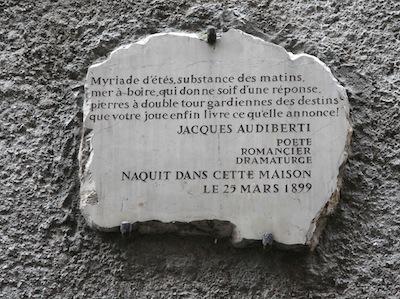 Myriade d'étés, substance des matins,
mer à-boire, qui donne soif d'une réponse,
pierres à double tour gardiennes des destins
que votre joue enfin livre ce qu'elle annonce!
JACQUES AUDIBERTI
POETE
ROMANCIER
DRAMATURGE
NAQUIT DANS CETTE MAISON
LE 25 MARS 1899